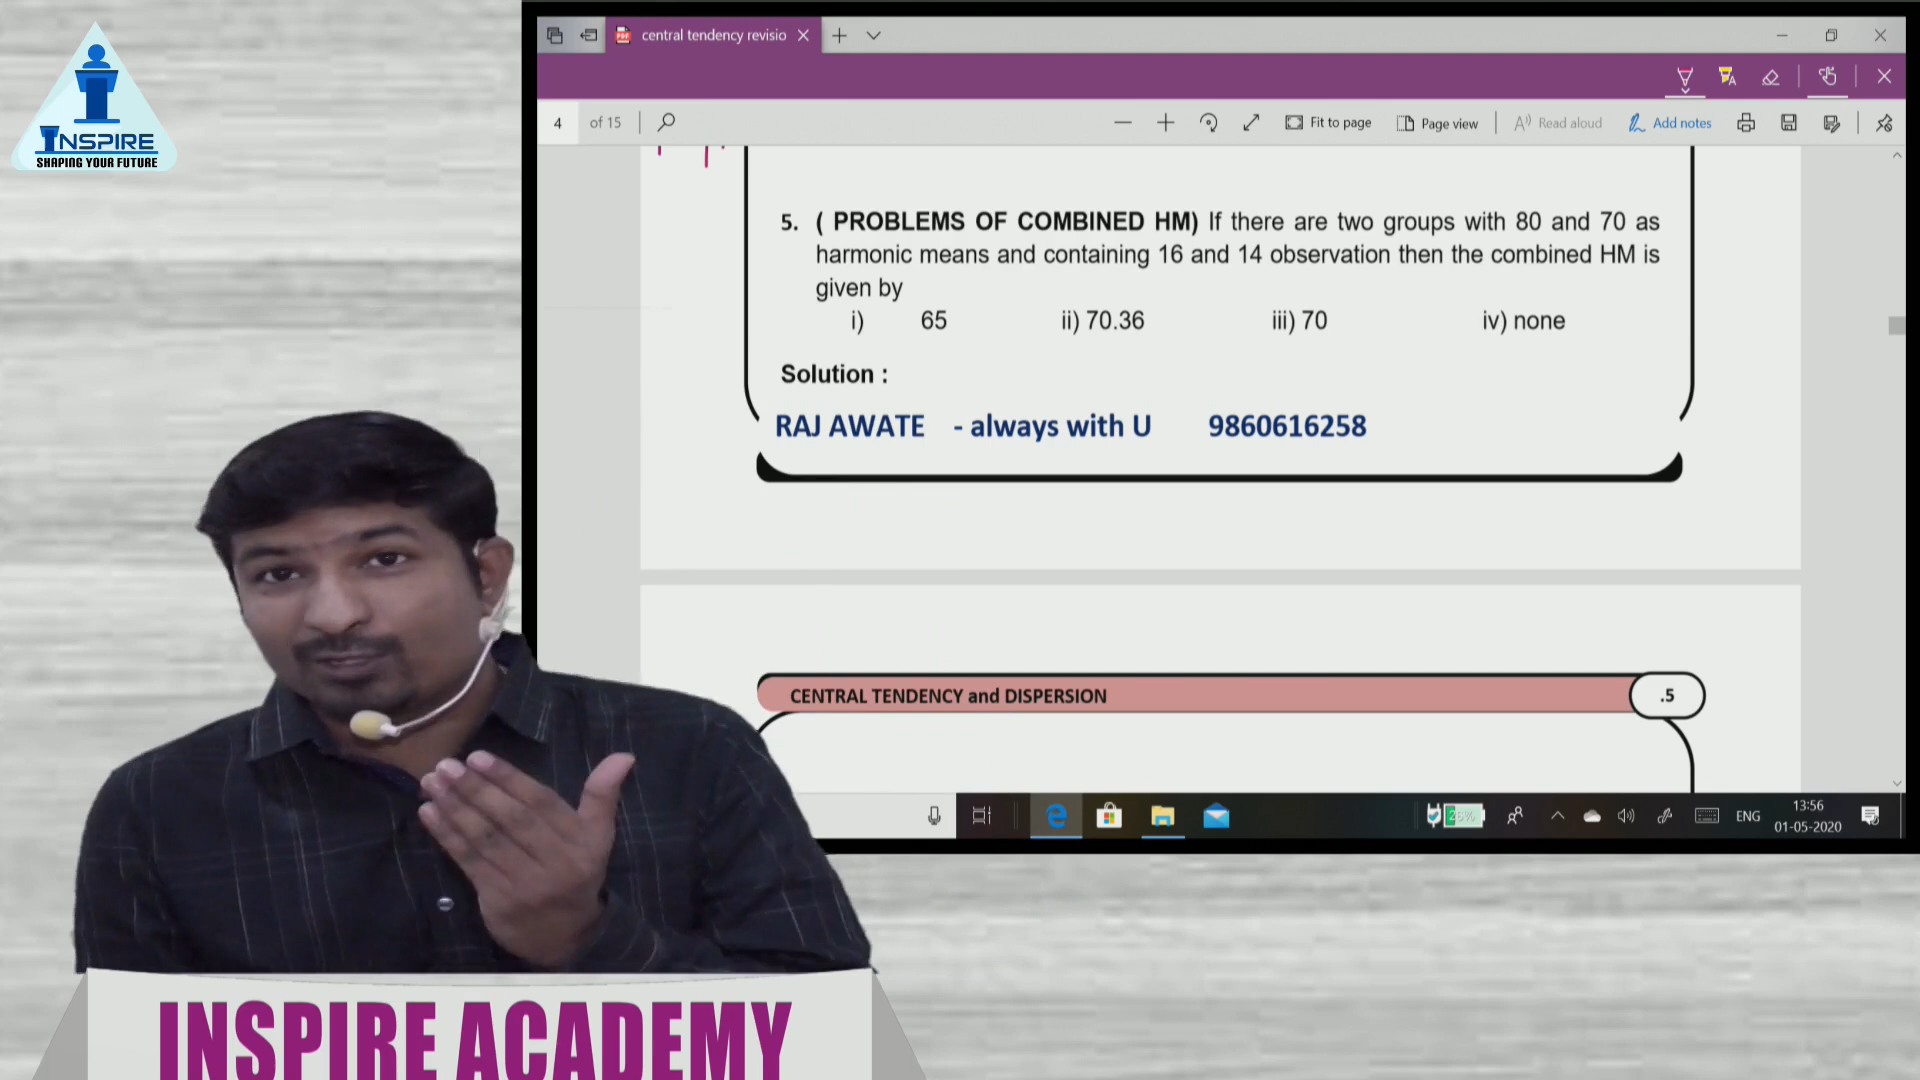 INSPIRE
SHAPING YOUR FUTURE
central tendency revisio
4 of 15
Fit to page
Page view
Read aloud
Add notes
5. ( PROBLEMS OF COMBINED HM) If there are two groups with 80 and 70 as
harmonic means and containing 16 and 14 observation then the combined HM is
given by
i) 65 ii) 70.36 iii) 70 iv) none
Solution :
RAJ AWATE - always with U 9860616258
CENTRAL TENDENCY and DISPERSION .5
26%
ENG
13:56
01-05-2020
INSPIRE ACADEMY